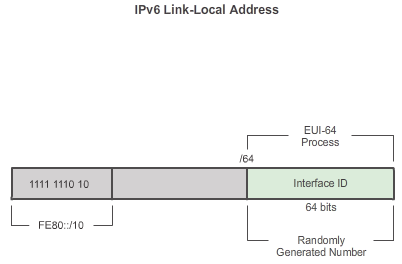 IPv6 Link-Local Address
EUI-64
Process
/64
1111 1110 10
Interface ID
64 bits
FE80::/10
Randomly
Generated Number